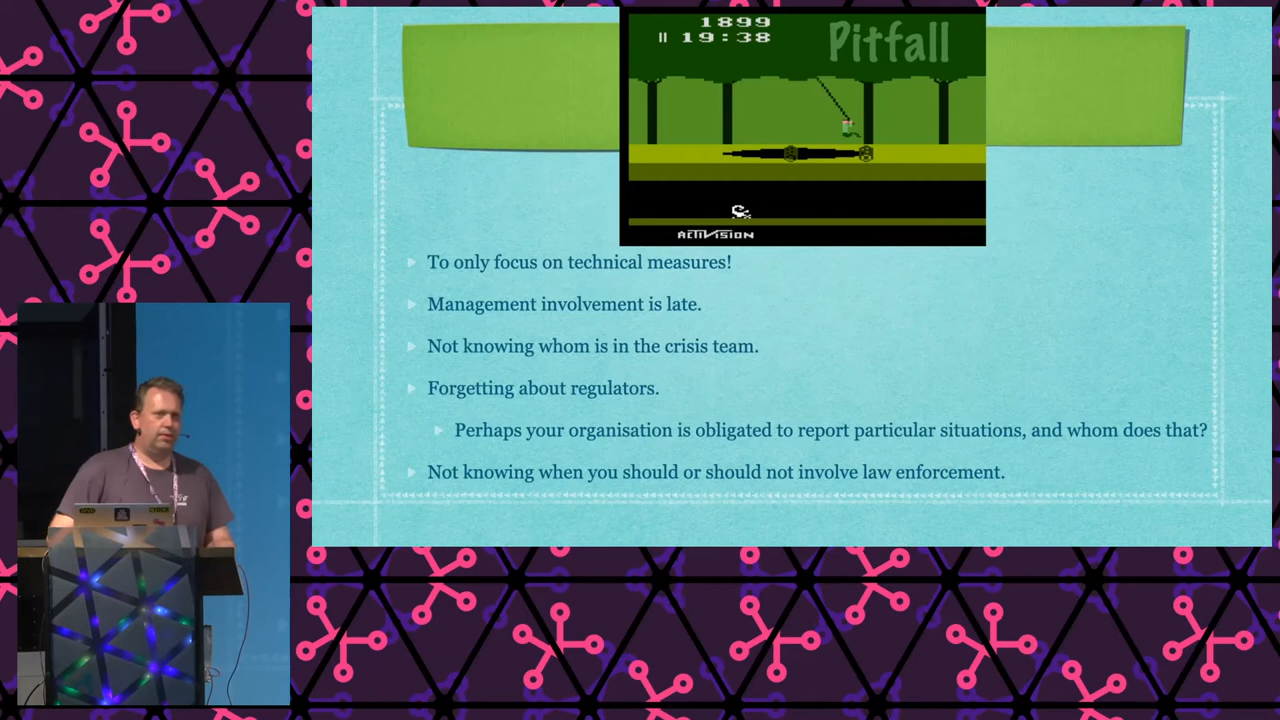 1899
19:38
Pitfall
ACTIVISION
To only focus on technical measures!
Management involvement is late.
Not knowing whom is in the crisis team.
Forgetting about regulators.
Perhaps your organisation is obligated to report particular situations, and whom does that?
Not knowing when you should or should not involve law enforcement.